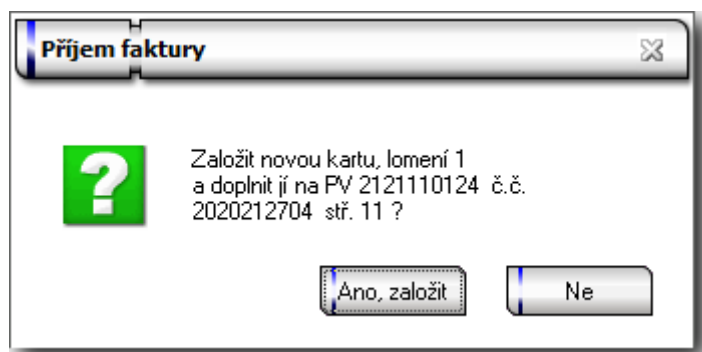 Příjem faktury
Založit novou kartu, lomení 1
a doplnit jí na PV 2121110124 č.č.
2020212704 stř. 11 ?
Ano, založit
Ne